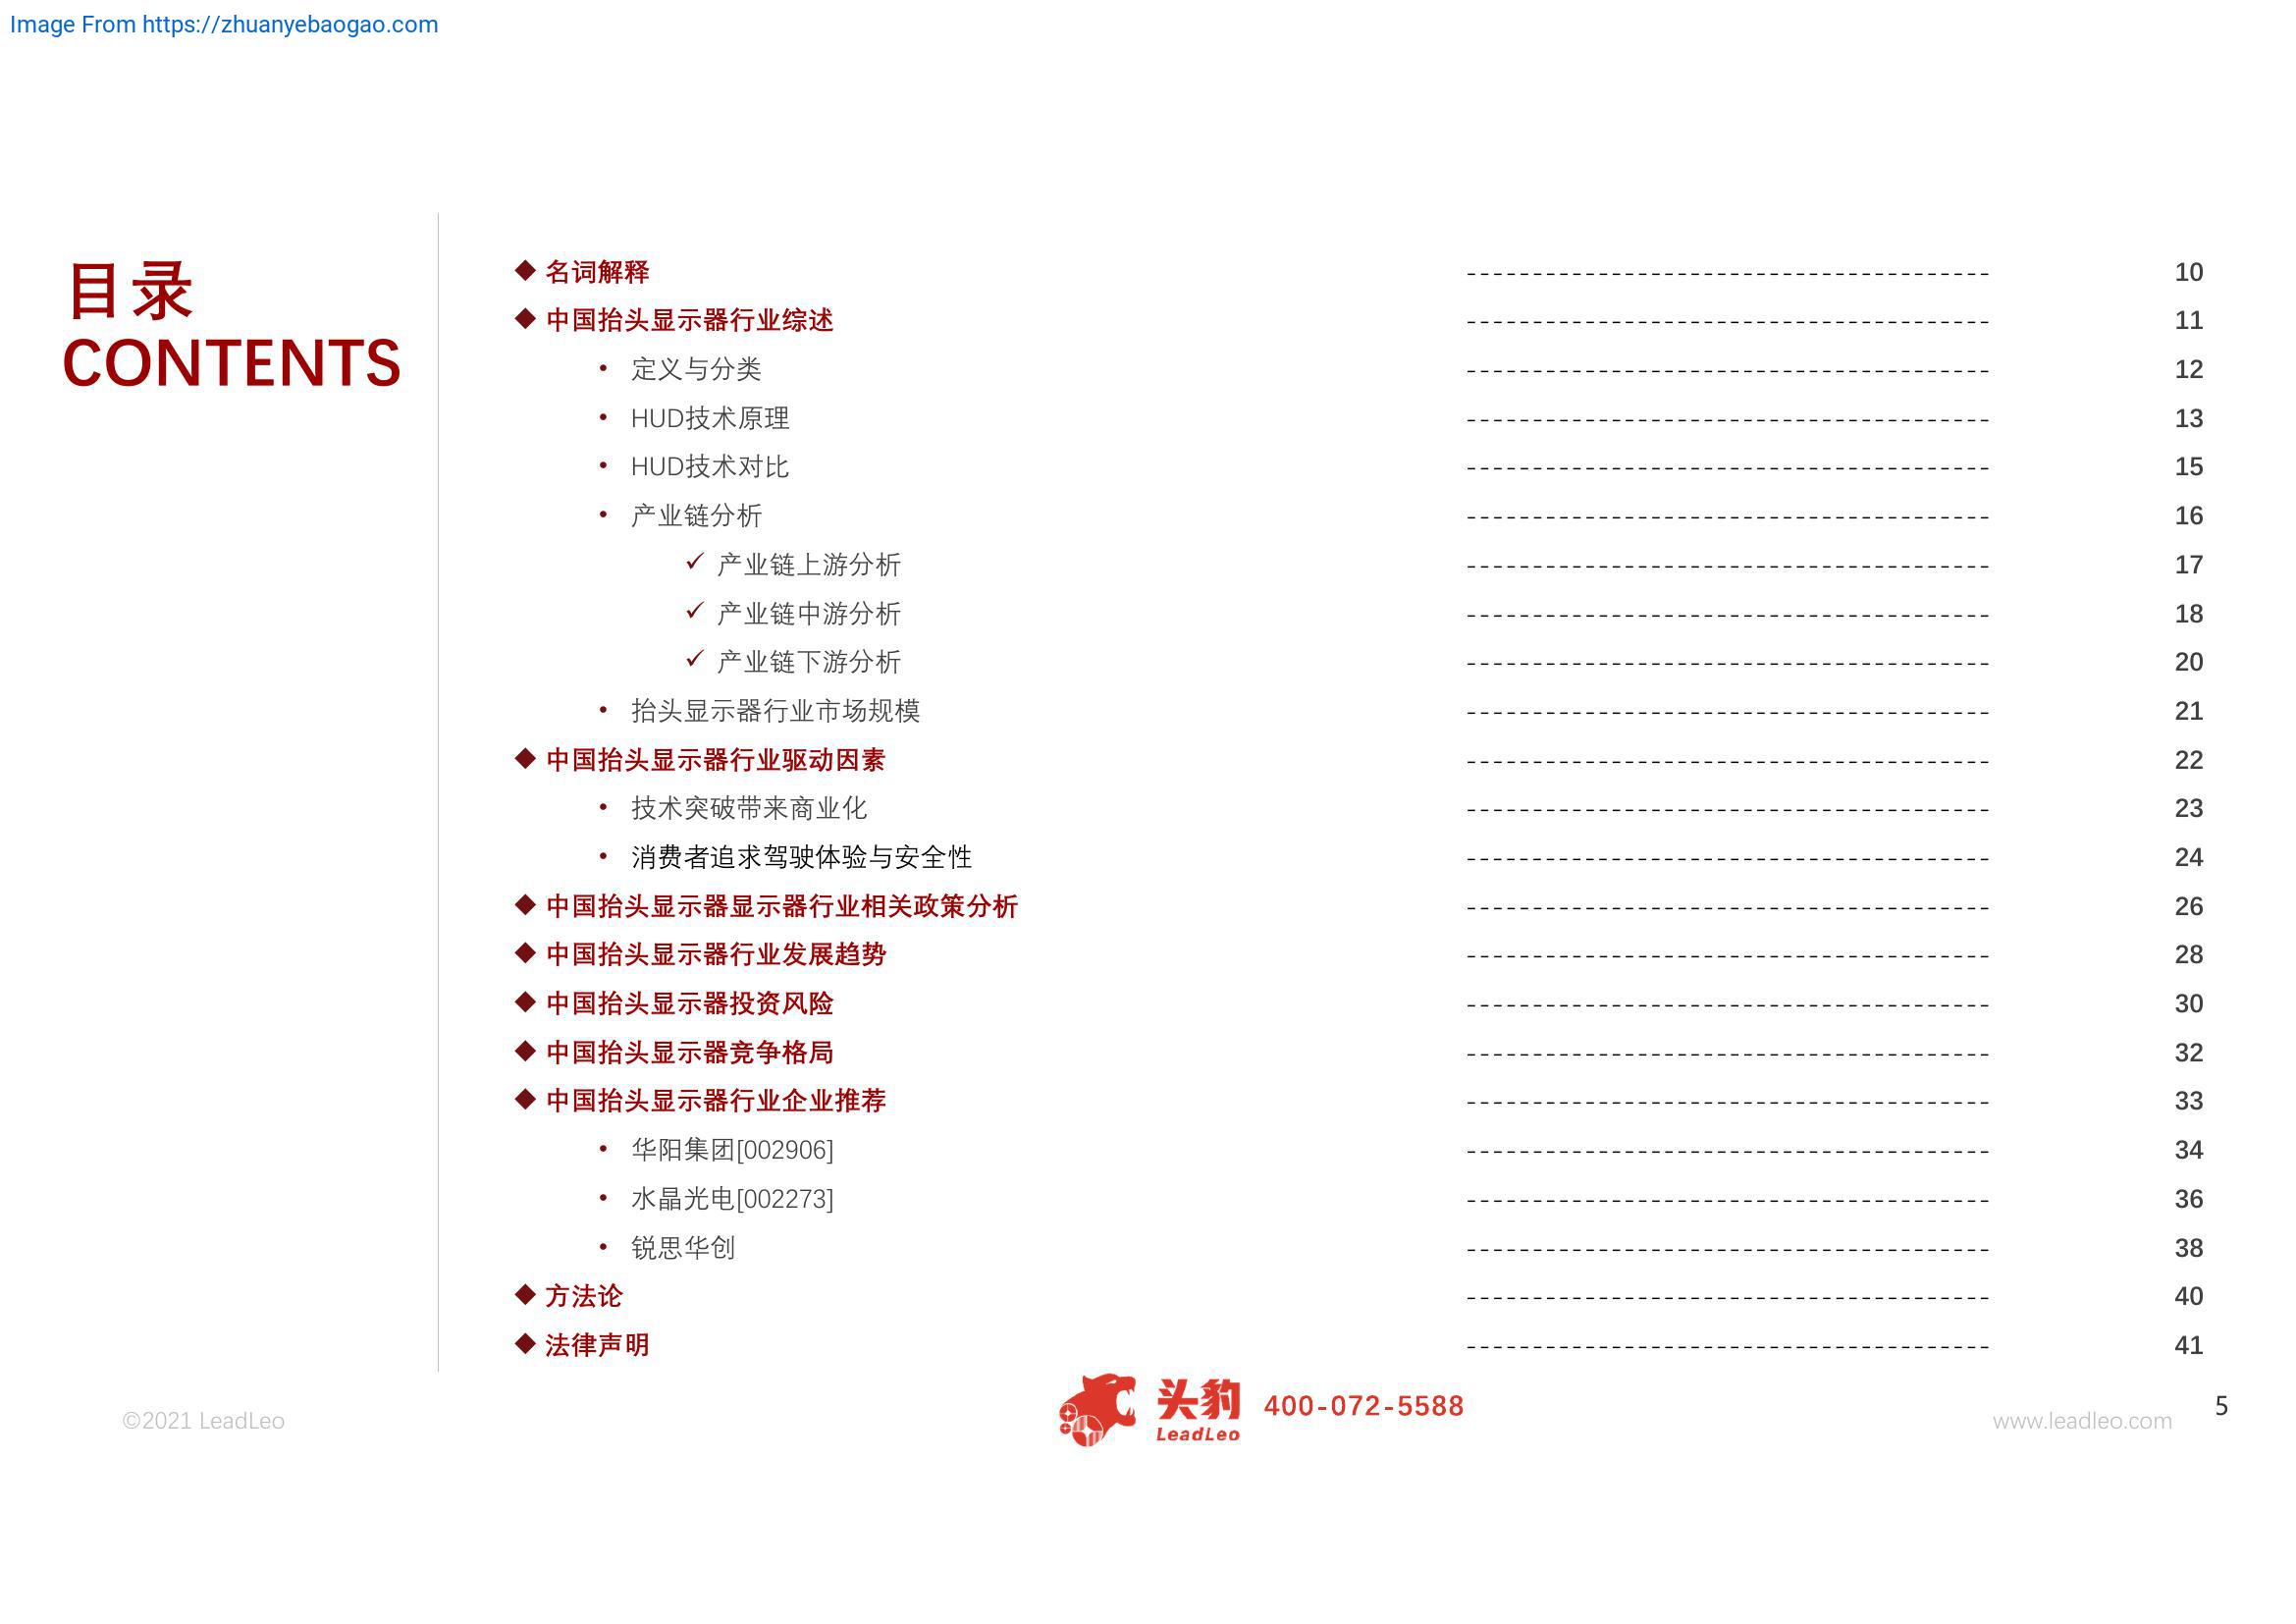 Image From https://zhuanyebaogao.com
目录
CONTENTS
◆ 名词解释 ---------------------------------------- 10
◆ 中国抬头显示器行业综述 ---------------------------------------- 11
• 定义与分类 ---------------------------------------- 12
• HUD技术原理 ---------------------------------------- 13
• HUD技术对比 ---------------------------------------- 15
• 产业链分析 ---------------------------------------- 16
✓ 产业链上游分析 ---------------------------------------- 17
✓ 产业链中游分析 ---------------------------------------- 18
✓ 产业链下游分析 ---------------------------------------- 20
• 抬头显示器行业市场规模 ---------------------------------------- 21
◆ 中国抬头显示器行业驱动因素 ---------------------------------------- 22
• 技术突破带来商业化 ---------------------------------------- 23
• 消费者追求驾驶体验与安全性 ---------------------------------------- 24
◆ 中国抬头显示器显示器行业相关政策分析 ---------------------------------------- 26
◆ 中国抬头显示器行业发展趋势 ---------------------------------------- 28
◆ 中国抬头显示器投资风险 ---------------------------------------- 30
◆ 中国抬头显示器竞争格局 ---------------------------------------- 32
◆ 中国抬头显示器行业企业推荐 ---------------------------------------- 33
• 华阳集团[002906] ---------------------------------------- 34
• 水晶光电[002273] ---------------------------------------- 36
• 锐思华创 ---------------------------------------- 38
◆ 方法论 ---------------------------------------- 40
◆ 法律声明 ---------------------------------------- 41
©2021 LeadLeo
头豹
LeadLeo
400-072-5588
www.leadleo.com
5